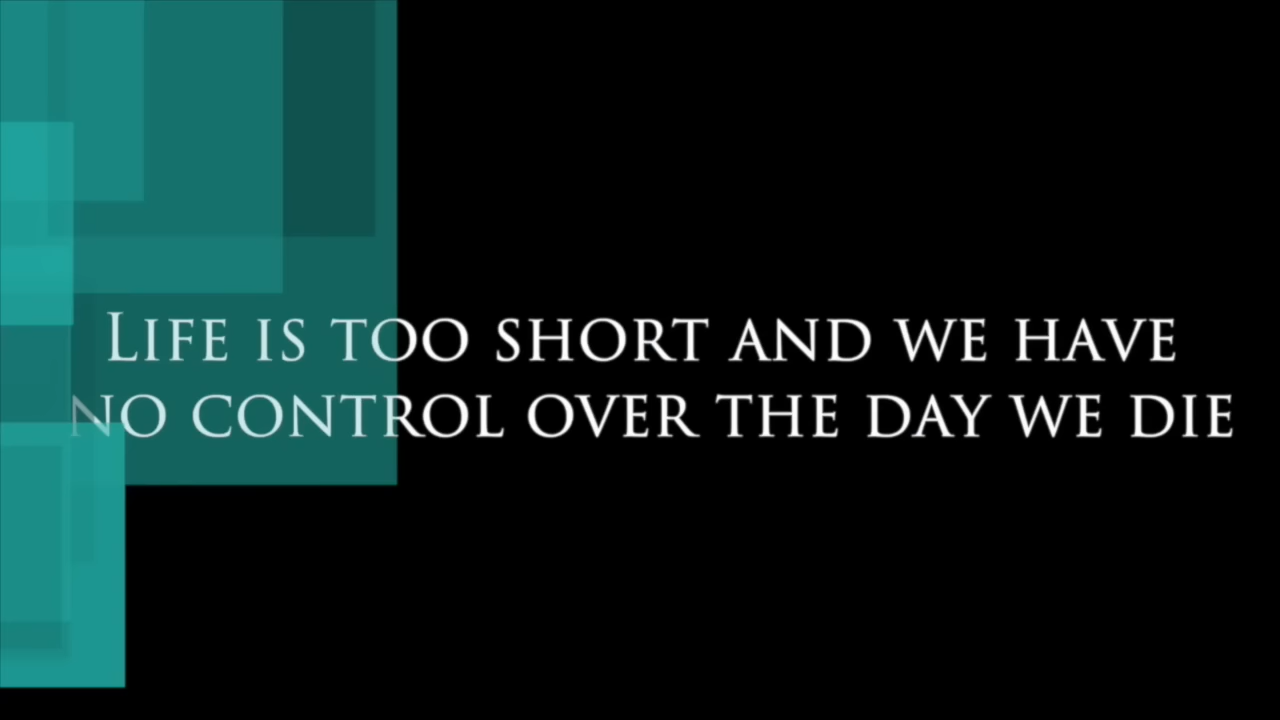 Life is too short and we have
no control over the day we die